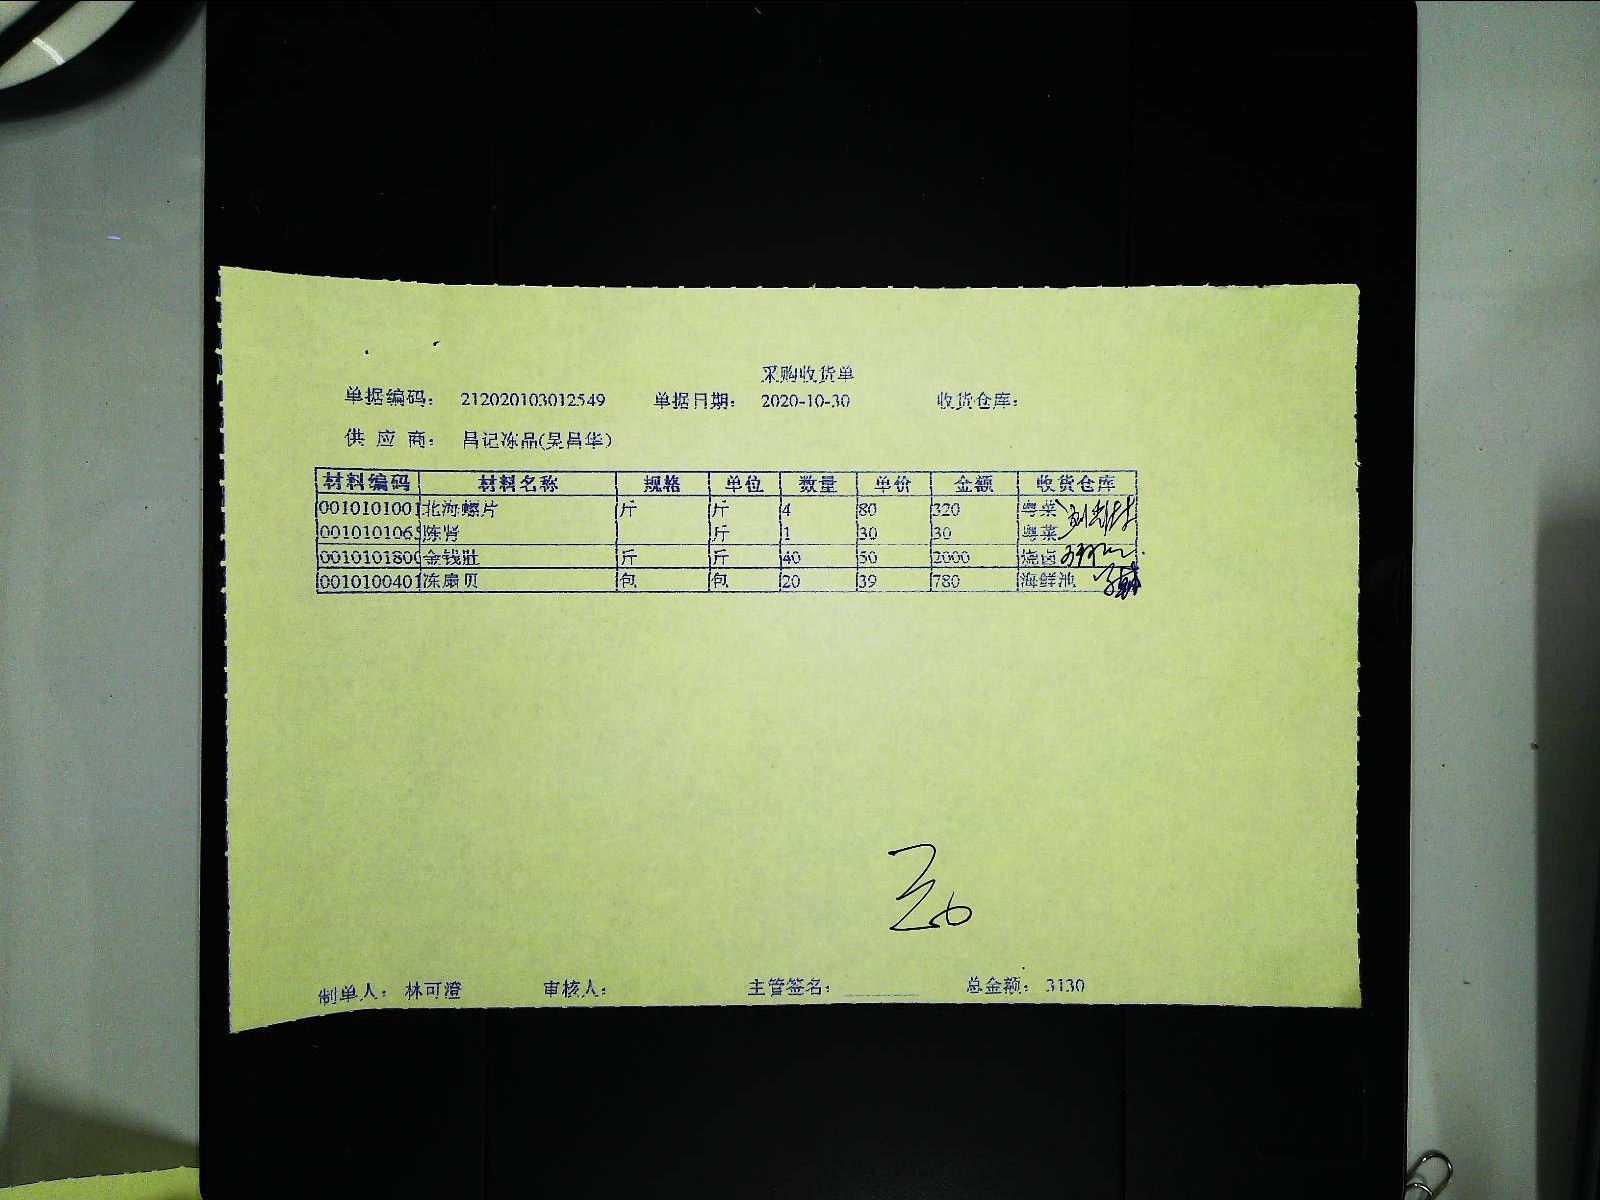 采购收货单
单据编码： 212020103012549 单据日期： 2020-10-30 收货仓库：
供 应 商： 昌记冻品(吴昌华)
材料编码 材料名称 规格 单位 数量 单价 金额 收货仓库
0010101001 北海螺片 斤 斤 4 80 320 粤菜
001010106 陈肾 斤 1 30 30 粤菜
001010180 金钱肚 斤 斤 40 50 2000 烧卤
0010100401 冻扇贝 包 包 20 39 780 海鲜池
制单人： 林可澄 审核人： 主管签名： 总金额： 3130